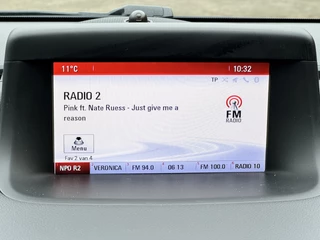 11°C 10:32
TP
RADIO 2
Pink ft. Nate Ruess - Just give me a
reason
FM
RADIO
Menu
Fav 2 van 4
NPO R2 VERONICA FM 94.0 06 13 FM 100.0 RADIO 10